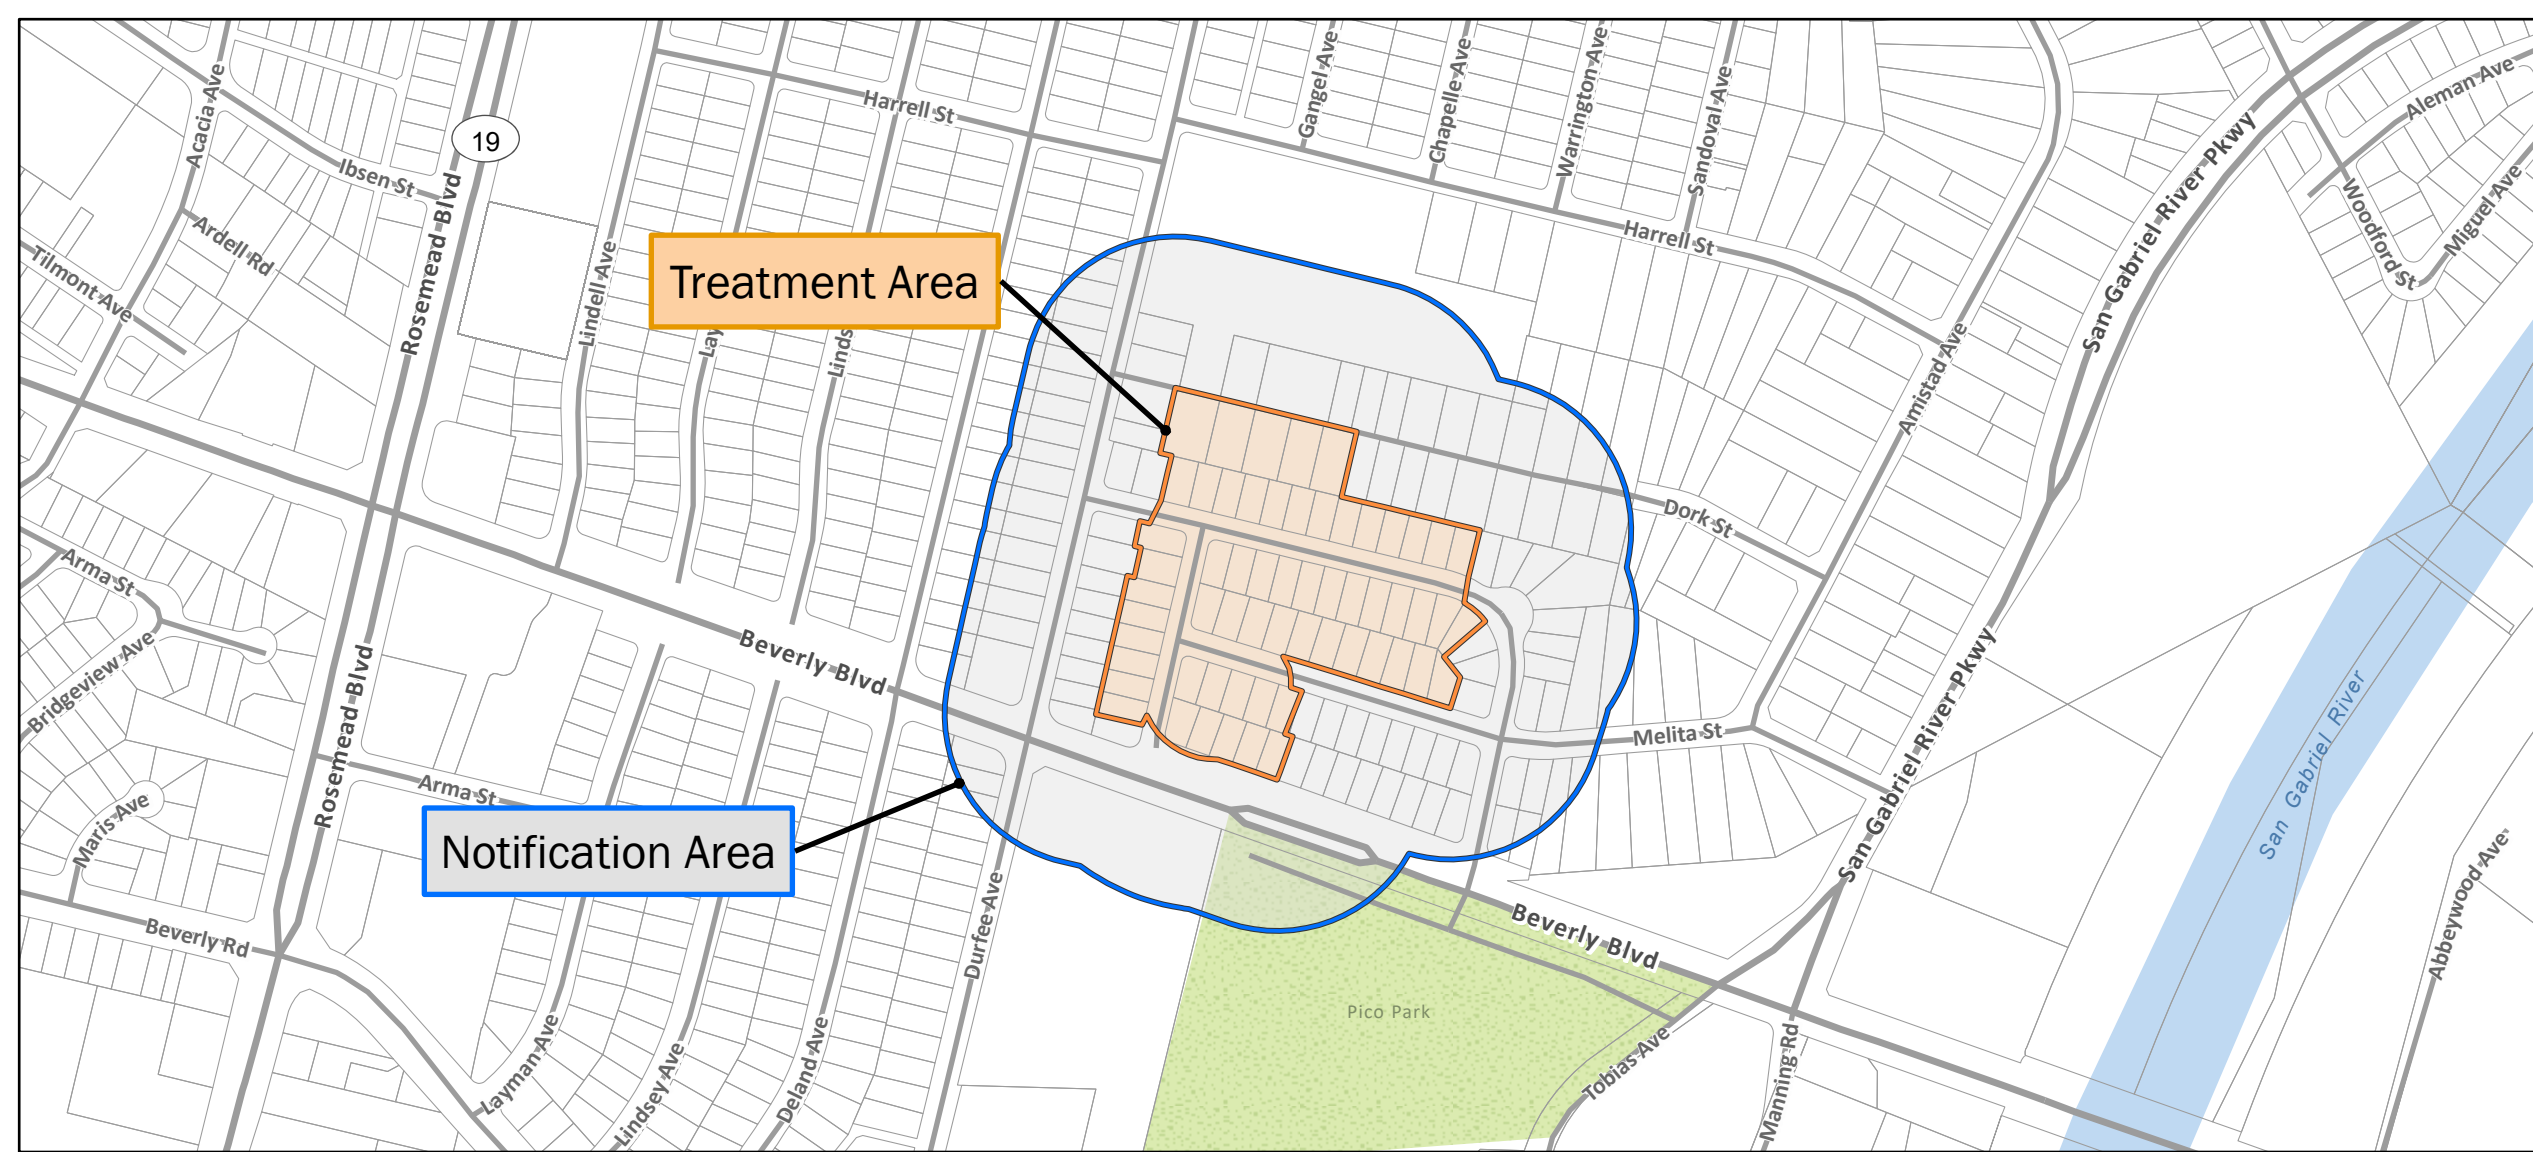 Acacia Ave
Ibsen St
19
Rosemead Blvd
Ardell Rd
Tilmont Ave
Harrell St
Lindell Ave
Lay
Linds
Treatment Area
Gangel Ave
Chapelle Ave
Warrington Ave
Sandoval Ave
Harrell St
San Gabriel River Pkwy
Aleman Ave
Woodford St
Miguel Ave
Amistad Ave
Dork St
Arma St
Bridgeview Ave
Rosemead Blvd
Beverly Blvd
Melita St
San Gabriel River Pkwy
San Gabriel River
Maris Ave
Arma St
Notification Area
Beverly Rd
Durfee Ave
Beverly Blvd
Abbeywood Ave
Pico Park
Layman Ave
Lindsey Ave
Deland Ave
Tobias Ave
Manning Rd